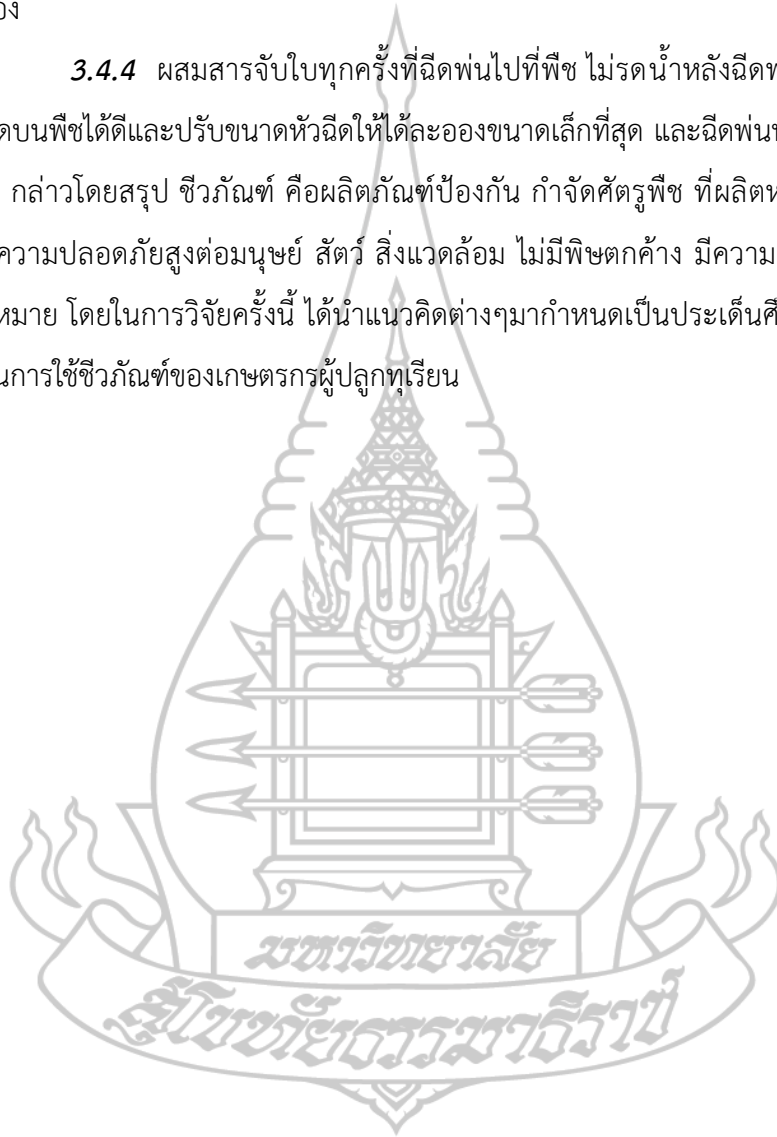 อง
3.4.4 ผสมสารจับใบทุกครั้งที่ฉีดพ่นไปที่พืช ไม่รดน้ำหลังฉีดพ
ดบนพืชได้ดีและปรับขนาดหัวฉีดให้ได้ละอองขนาดเล็กที่สุด และฉีดพ่น
กล่าวโดยสรุป ชีวภัณฑ์ คือผลิตภัณฑ์ป้องกัน กำจัดศัตรูพืช ที่ผลิตห
ความปลอดภัยสูงต่อมนุษย์ สัตว์ สิ่งแวดล้อม ไม่มีพิษตกค้าง มีความ
หมาย โดยในการวิจัยครั้งนี้ ได้นำแนวคิดต่างๆมากำหนดเป็นประเด็นศึ
นการใช้ชีวภัณฑ์ของเกษตรกรผู้ปลูกทุเรียน
มหาวิทยาลัย
สุโขทัยธรรมาธิราช